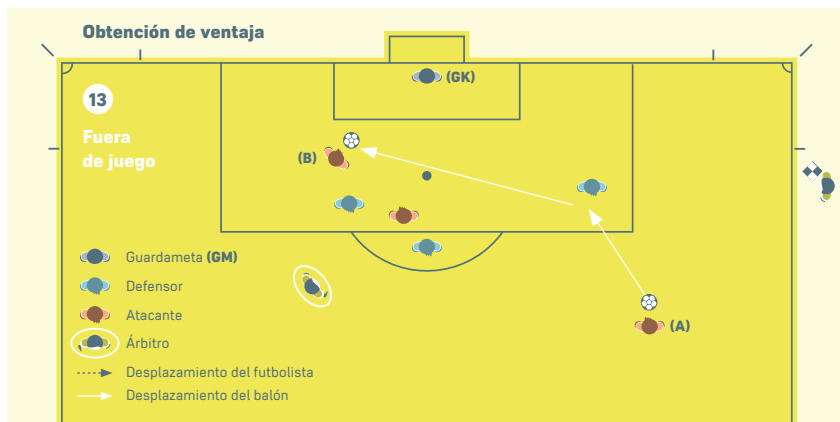 Obtención de ventaja
(GK)
13
Fuera
de juego
(B)
Guardameta (GM)
Defensor
Atacante
(A)
Árbitro
Desplazamiento del futbolista
Desplazamiento del balón